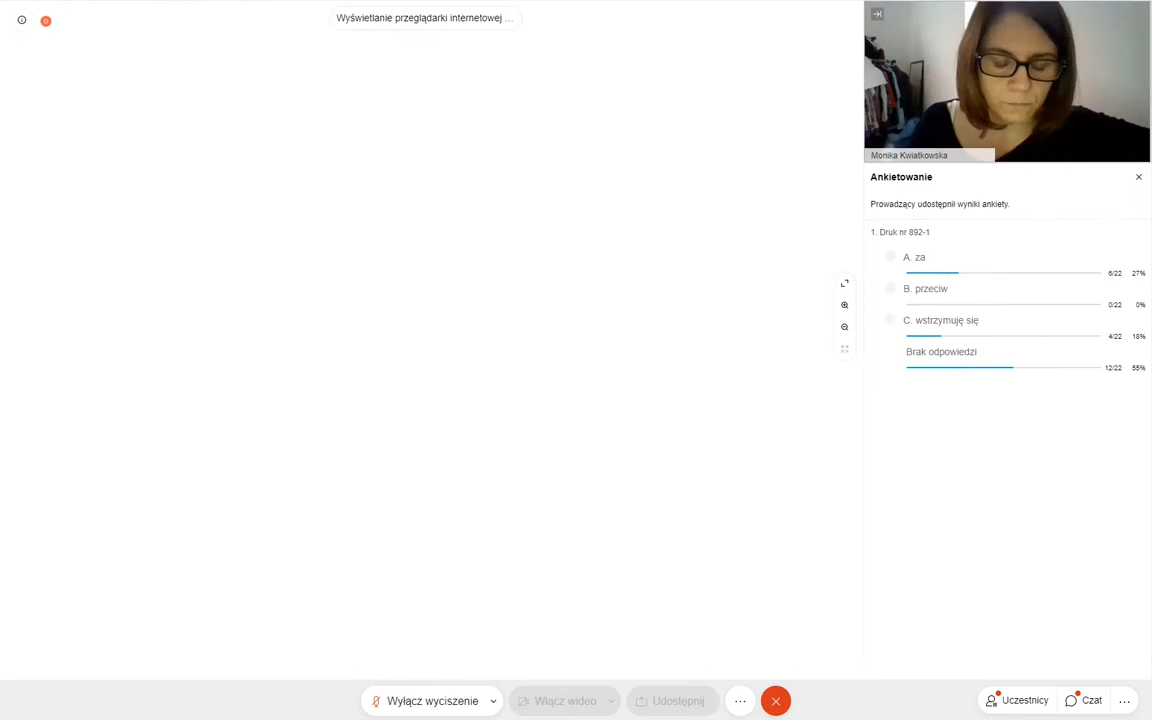 Wyświetlanie przeglądarki internetowej ...
Monika Kwiatkowska
Ankietowanie
Prowadzący udostępnił wyniki ankiety.
1. Druk nr 892-1
A. za
6/22 27%
B. przeciw
0/22 0%
C. wstrzymuję się
4/22 18%
Brak odpowiedzi
12/22 55%
Wyłącz wyciszenie
Włącz wideo
Udostępnij
Uczestnicy
Czat